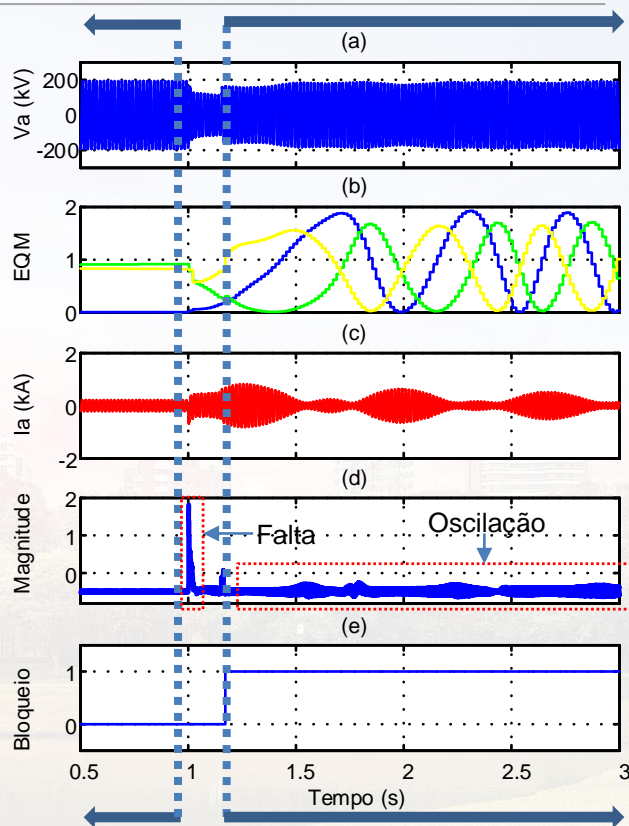 (a)
Va (kV)
200
0
-200
(b)
EQM
2
1
0
(c)
Ia (kA)
2
0
-2
(d)
Magnitude
2
1
0
Falta
Oscilação
(e)
Bloqueio
1
0
0.5 1 1.5 2 2.5 3
Tempo (s)